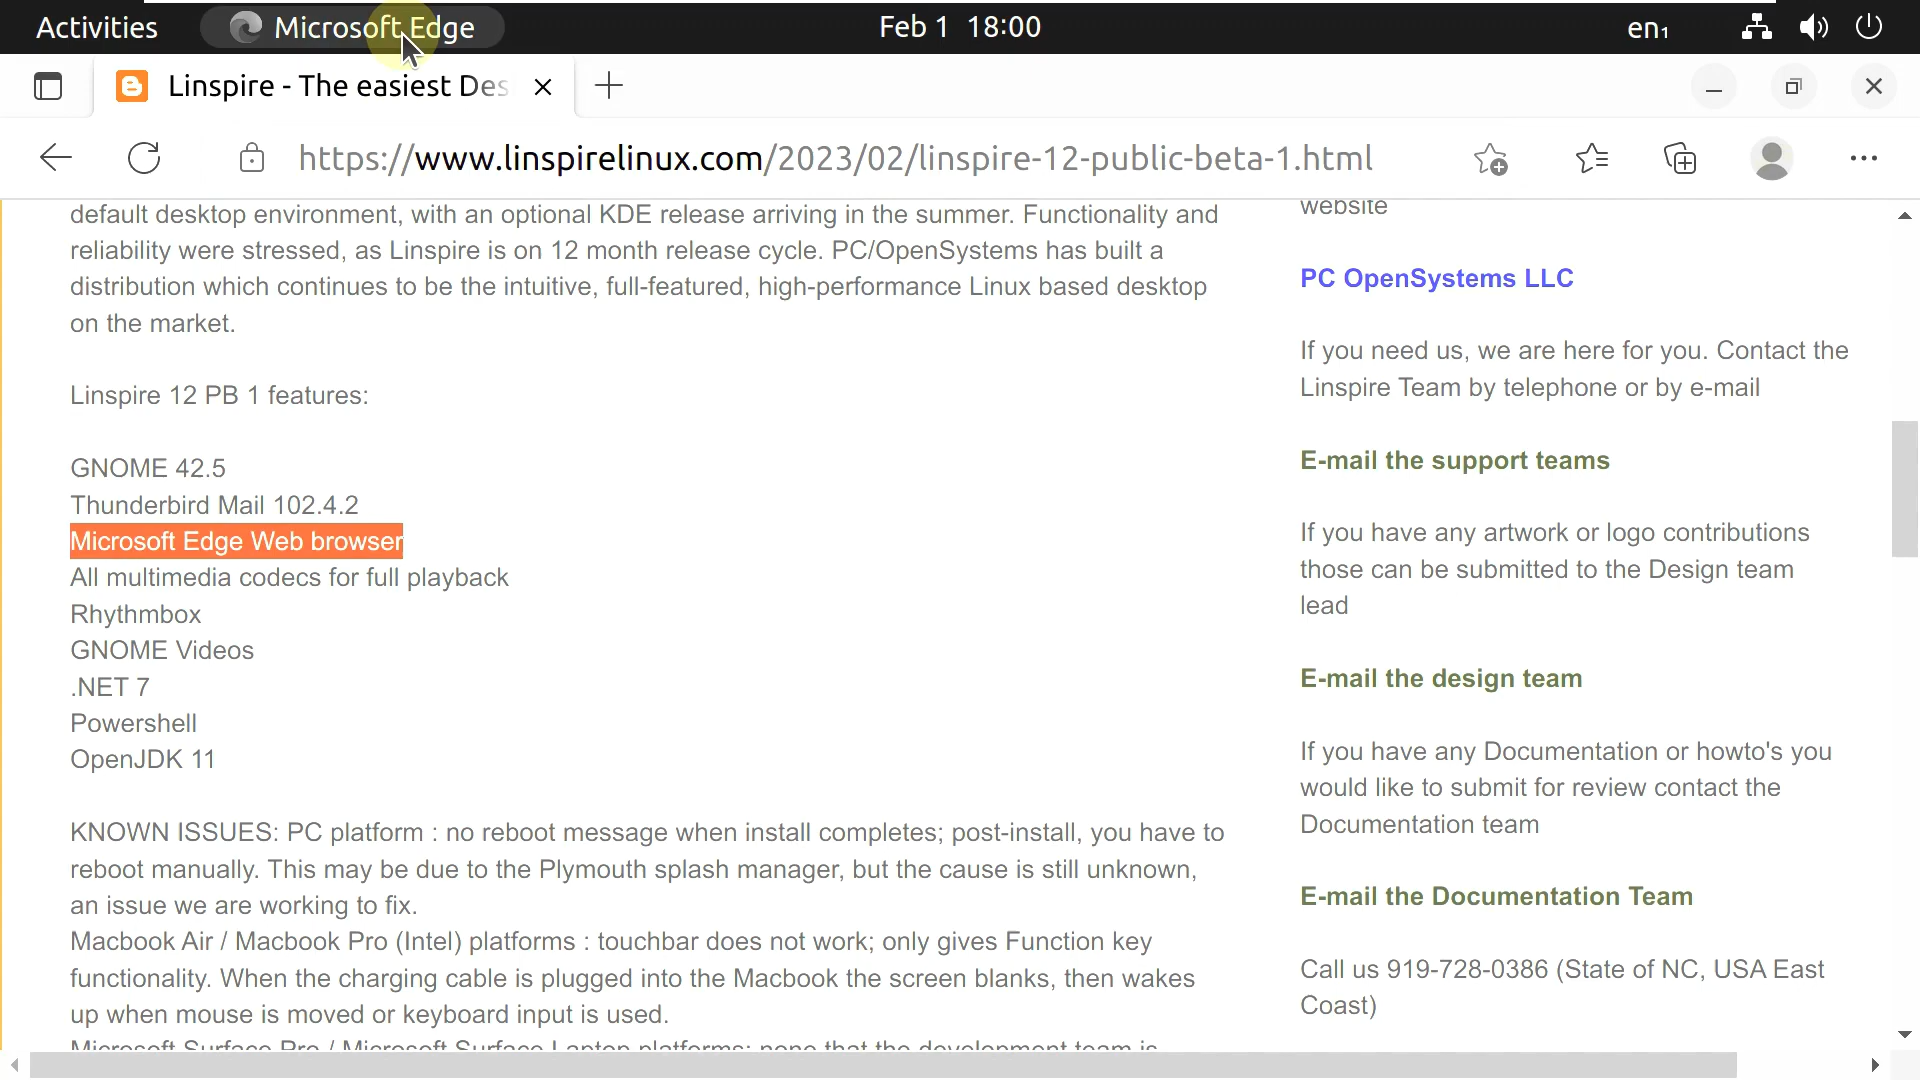 Activities
Microsoft Edge
Feb 1 18:00
en₁
Linspire - The easiest Des
https://www.linspirelinux.com/2023/02/linspire-12-public-beta-1.html
default desktop environment, with an optional KDE release arriving in the summer. Functionality and
reliability were stressed, as Linspire is on 12 month release cycle. PC/OpenSystems has built a
distribution which continues to be the intuitive, full-featured, high-performance Linux based desktop
on the market.
Linspire 12 PB 1 features:
GNOME 42.5
Thunderbird Mail 102.4.2
Microsoft Edge Web browser
All multimedia codecs for full playback
Rhythmbox
GNOME Videos
.NET 7
Powershell
OpenJDK 11
KNOWN ISSUES: PC platform : no reboot message when install completes; post-install, you have to
reboot manually. This may be due to the Plymouth splash manager, but the cause is still unknown,
an issue we are working to fix.
Macbook Air / Macbook Pro (Intel) platforms : touchbar does not work; only gives Function key
functionality. When the charging cable is plugged into the Macbook the screen blanks, then wakes
up when mouse is moved or keyboard input is used.
Microsoft Surface Pro / Microsoft Surface Laptop platforms: none that the development team is
website
PC OpenSystems LLC
If you need us, we are here for you. Contact the
Linspire Team by telephone or by e-mail
E-mail the support teams
If you have any artwork or logo contributions
those can be submitted to the Design team
lead
E-mail the design team
If you have any Documentation or howto's you
would like to submit for review contact the
Documentation team
E-mail the Documentation Team
Call us 919-728-0386 (State of NC, USA East
Coast)